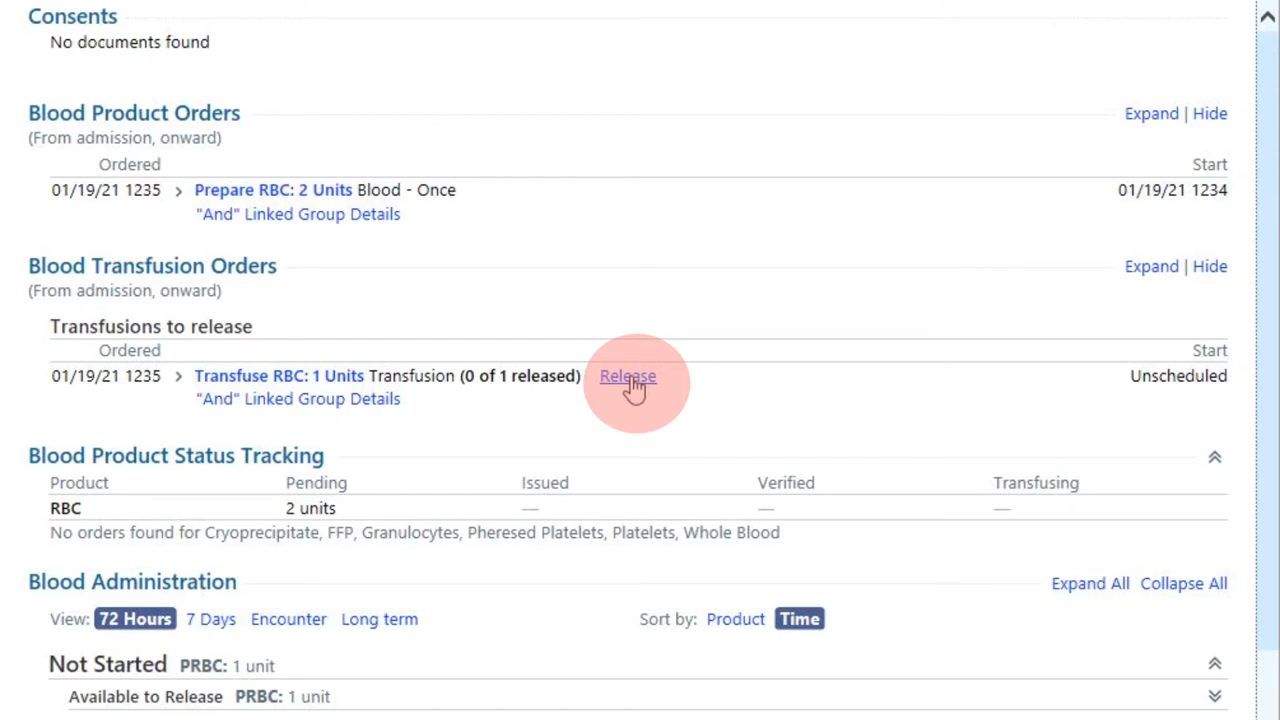 Consents
No documents found
Blood Product Orders
Expand | Hide
(From admission, onward)
Ordered
Start
01/19/21 1235 › Prepare RBC: 2 Units Blood - Once
01/19/21 1234
"And" Linked Group Details
Blood Transfusion Orders
Expand | Hide
(From admission, onward)
Transfusions to release
Ordered
Start
01/19/21 1235 › Transfuse RBC: 1 Units Transfusion (0 of 1 released) Release
Unscheduled
"And" Linked Group Details
Blood Product Status Tracking
Product Pending Issued Verified Transfusing
RBC 2 units — — —
No orders found for Cryoprecipitate, FFP, Granulocytes, Pheresed Platelets, Platelets, Whole Blood
Blood Administration
Expand All Collapse All
View: 72 Hours 7 Days Encounter Long term
Sort by: Product Time
Not Started PRBC: 1 unit
Available to Release PRBC: 1 unit